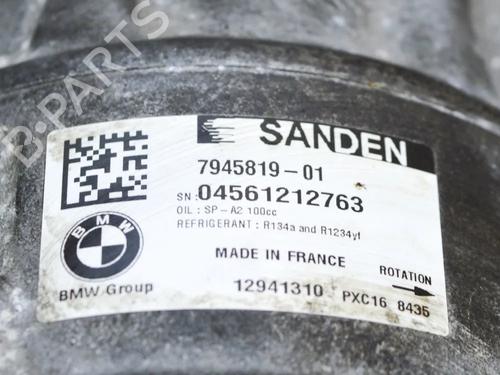 B-PARTS
SANDEN
7945819-01
SN: 04561212763
OIL : SP-A2 100cc
REFRIGERANT : R134a and R1234yf
MADE IN FRANCE
ROTATION
BMW
BMW Group
12941310 PXC16 8435